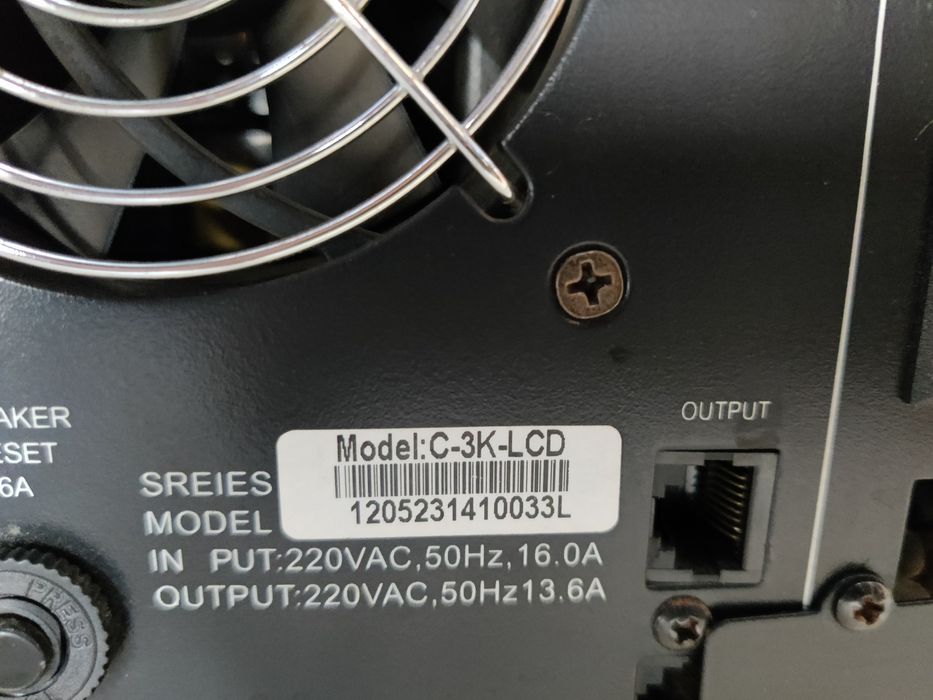 OUTPUT
AKER
ESET
6A
Model:C-3K-LCD
1205231410033L
SREIES
MODEL
IN PUT:220VAC,50Hz,16.0A
OUTPUT:220VAC,50Hz13.6A
PRESS